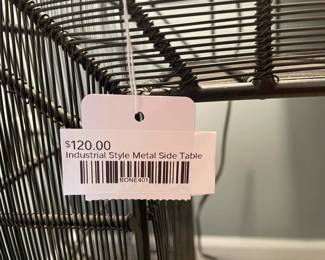 $120.00
Industrial Style Metal Side Table
BONE401